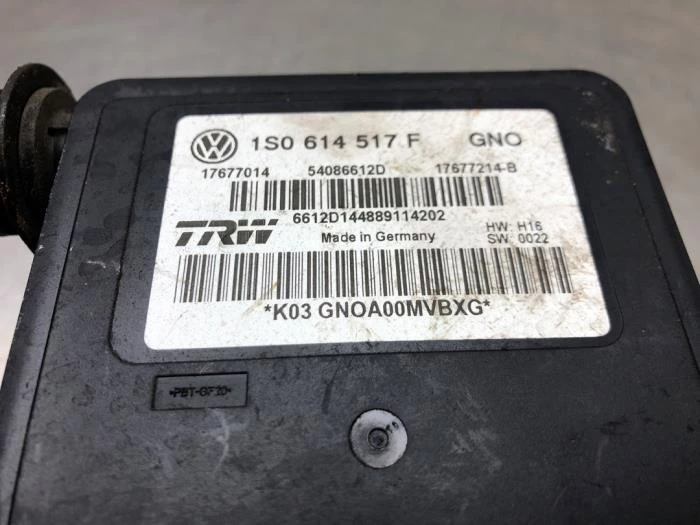 1S0 614 517 F GNO
17677014 54086612D 17677214-B
6612D144889114202
TRW Made in Germany HW: H16
SW: 0022
*K03 GNOA00MVBXG*
>PBT-GF20<